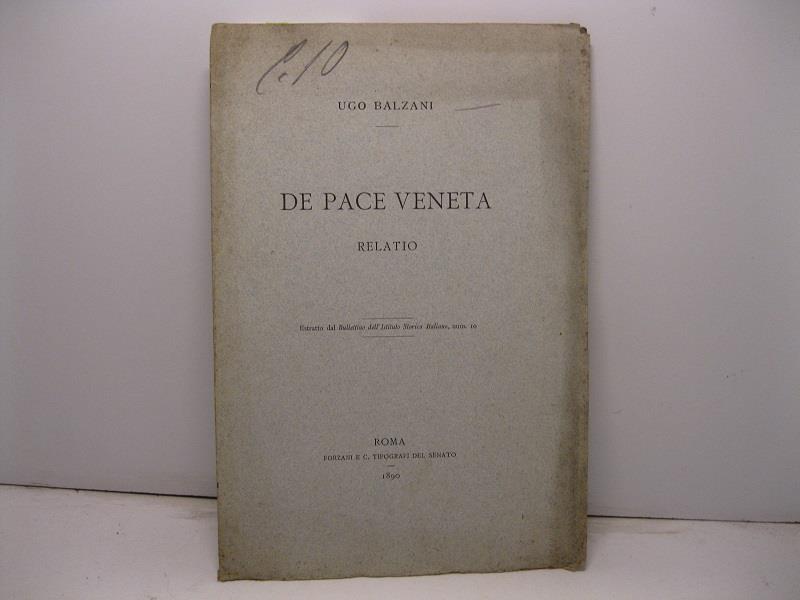 C. 10
UGO BALZANI
DE PACE VENETA
RELATIO
Estratto dal Bullettino dell'Istituto Storico Italiano, num. 10
ROMA
FORZANI E C. TIPOGRAFI DEL SENATO
1890